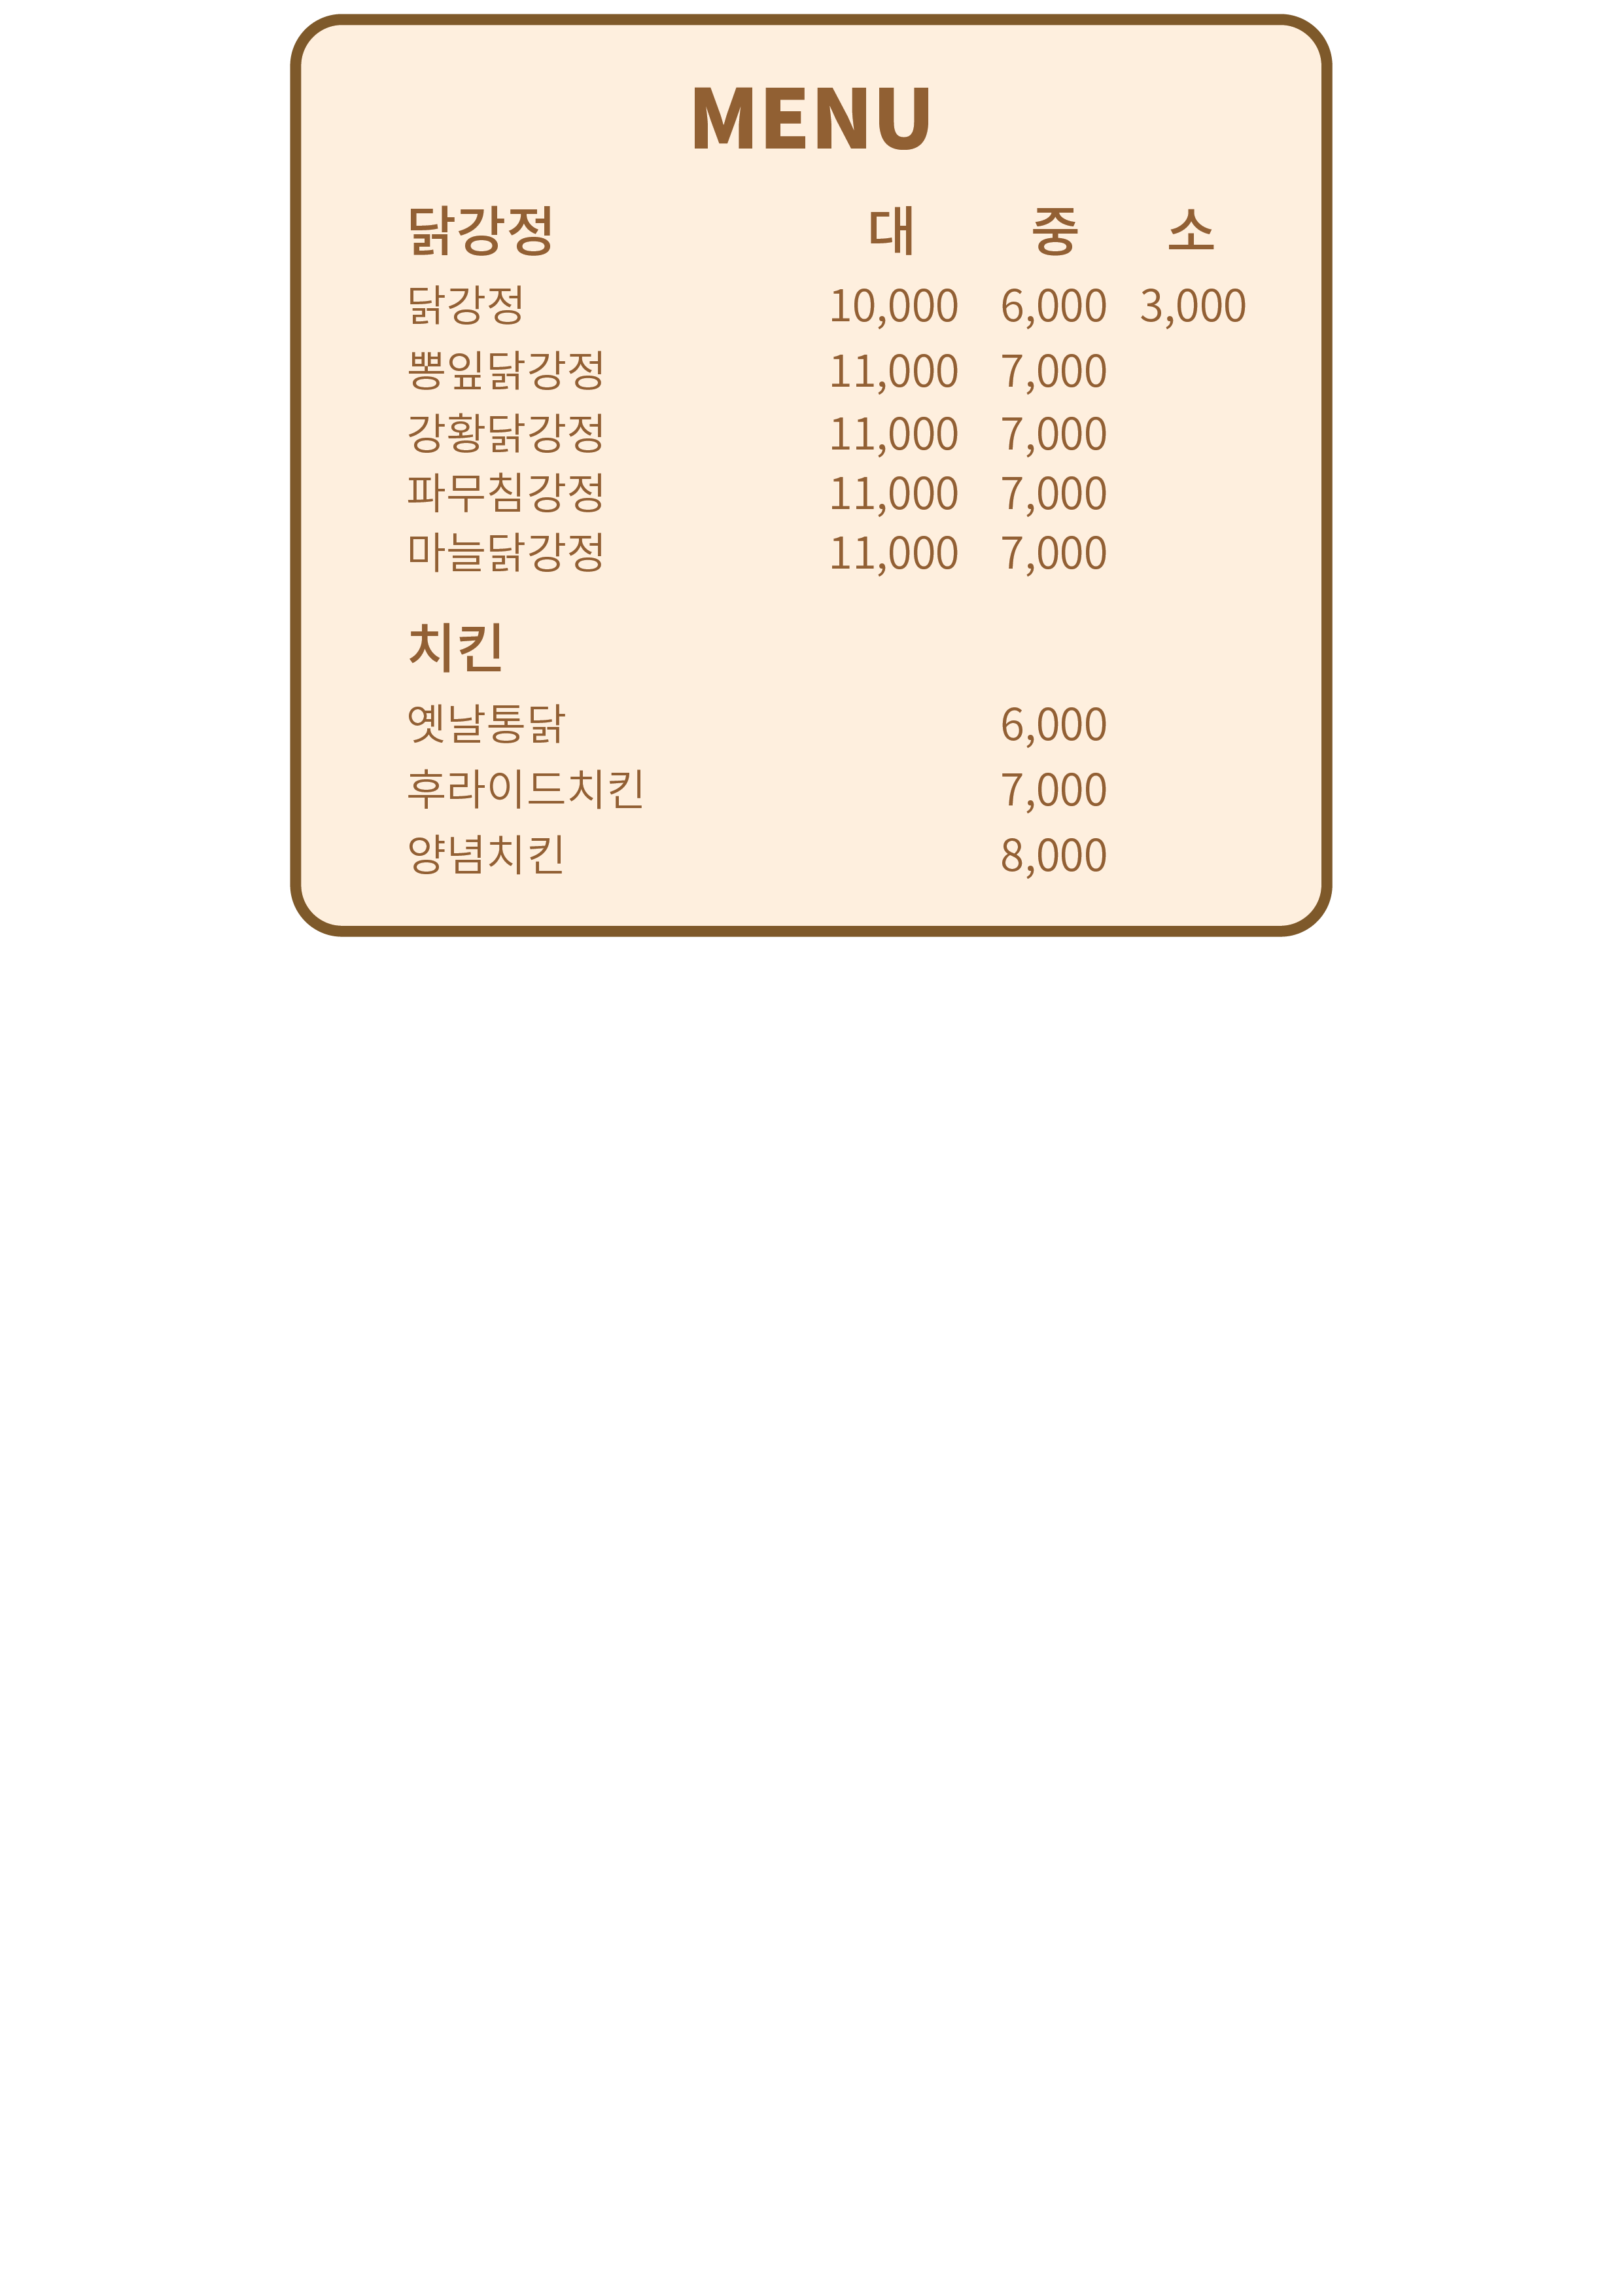 MENU
닭강정 대 중 소
닭강정 10,000 6,000 3,000
뽕잎닭강정 11,000 7,000
강황닭강정 11,000 7,000
파무침강정 11,000 7,000
마늘닭강정 11,000 7,000
치킨
옛날통닭 6,000
후라이드치킨 7,000
양념치킨 8,000